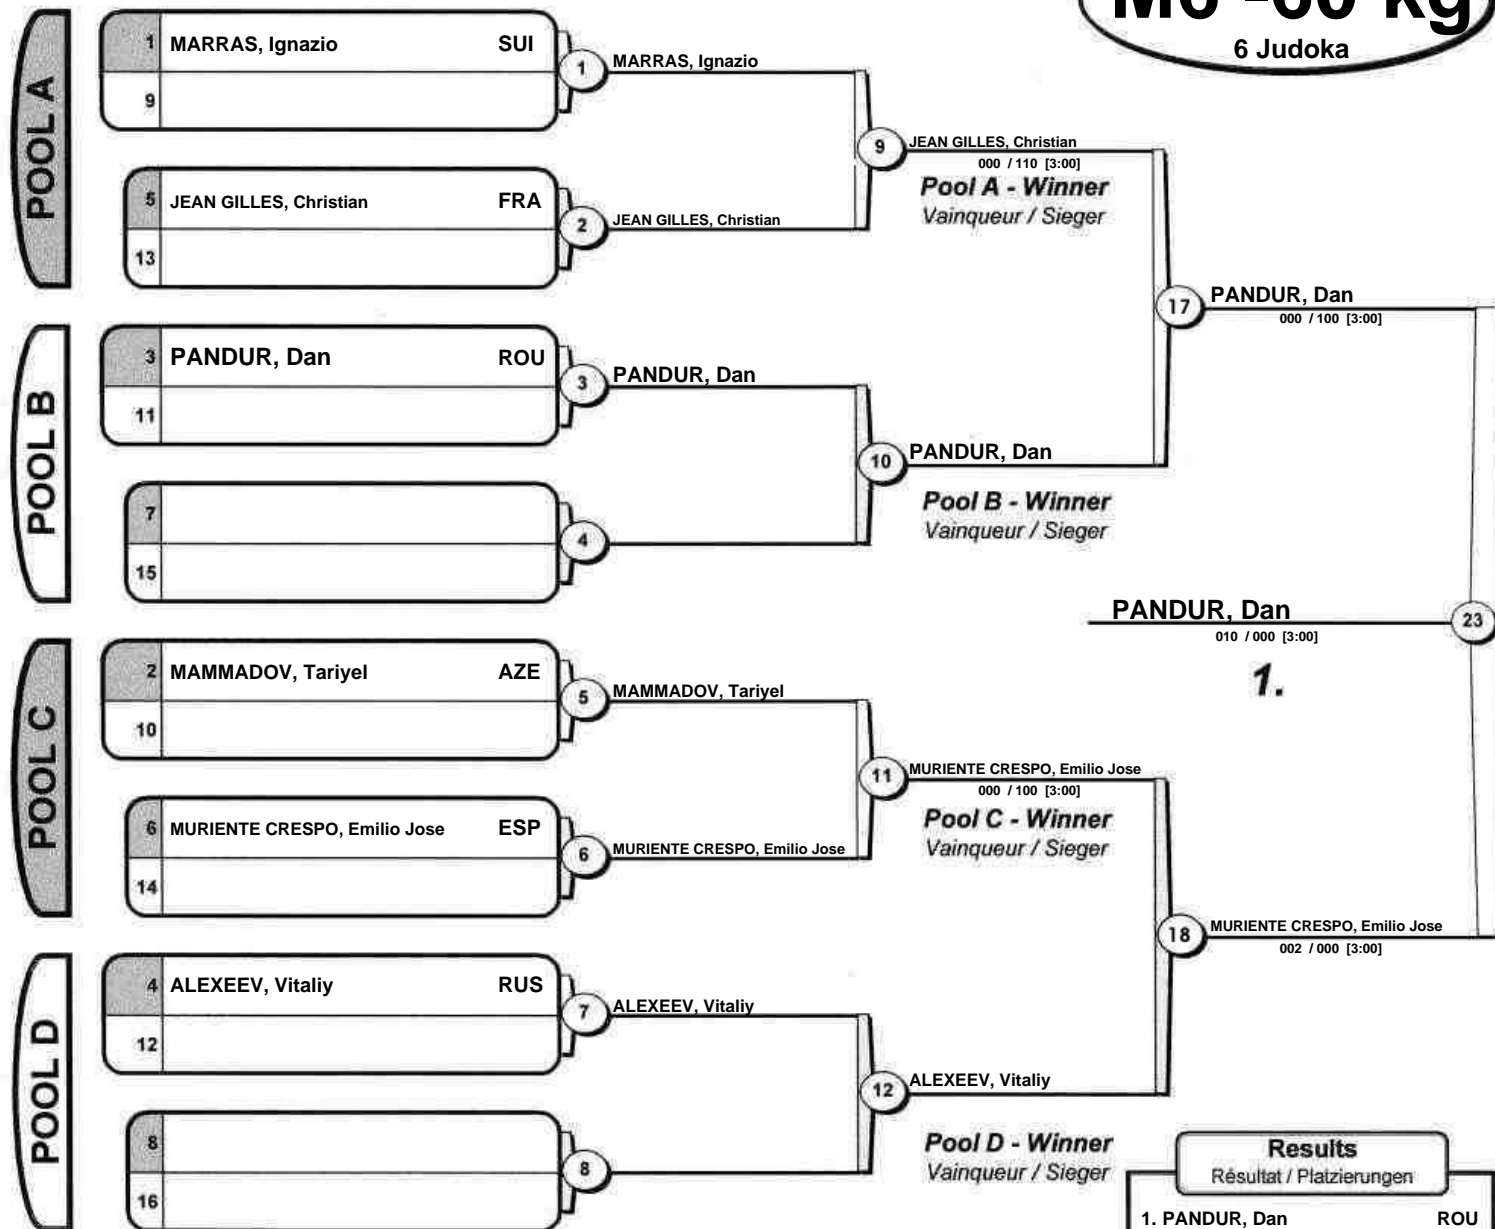 M6 -60 kg
6 Judoka
POOL A
1 MARRAS, Ignazio SUI
9
1 MARRAS, Ignazio
5 JEAN GILLES, Christian FRA
13
2 JEAN GILLES, Christian
9 JEAN GILLES, Christian
000 / 110 [3:00]
Pool A - Winner
Vainqueur / Sieger
POOL B
3 PANDUR, Dan ROU
11
3 PANDUR, Dan
7
15
4
10 PANDUR, Dan
Pool B - Winner
Vainqueur / Sieger
17 PANDUR, Dan
000 / 100 [3:00]
PANDUR, Dan 23
010 / 000 [3:00]
1.
POOL C
2 MAMMADOV, Tariyel AZE
10
5 MAMMADOV, Tariyel
6 MURIENTE CRESPO, Emilio Jose ESP
14
6 MURIENTE CRESPO, Emilio Jose
11 MURIENTE CRESPO, Emilio Jose
000 / 100 [3:00]
Pool C - Winner
Vainqueur / Sieger
18 MURIENTE CRESPO, Emilio Jose
002 / 000 [3:00]
POOL D
4 ALEXEEV, Vitaliy RUS
12
7 ALEXEEV, Vitaliy
8
16
8
12 ALEXEEV, Vitaliy
Pool D - Winner
Vainqueur / Sieger
Results
Résultat / Platzierungen
1. PANDUR, Dan ROU